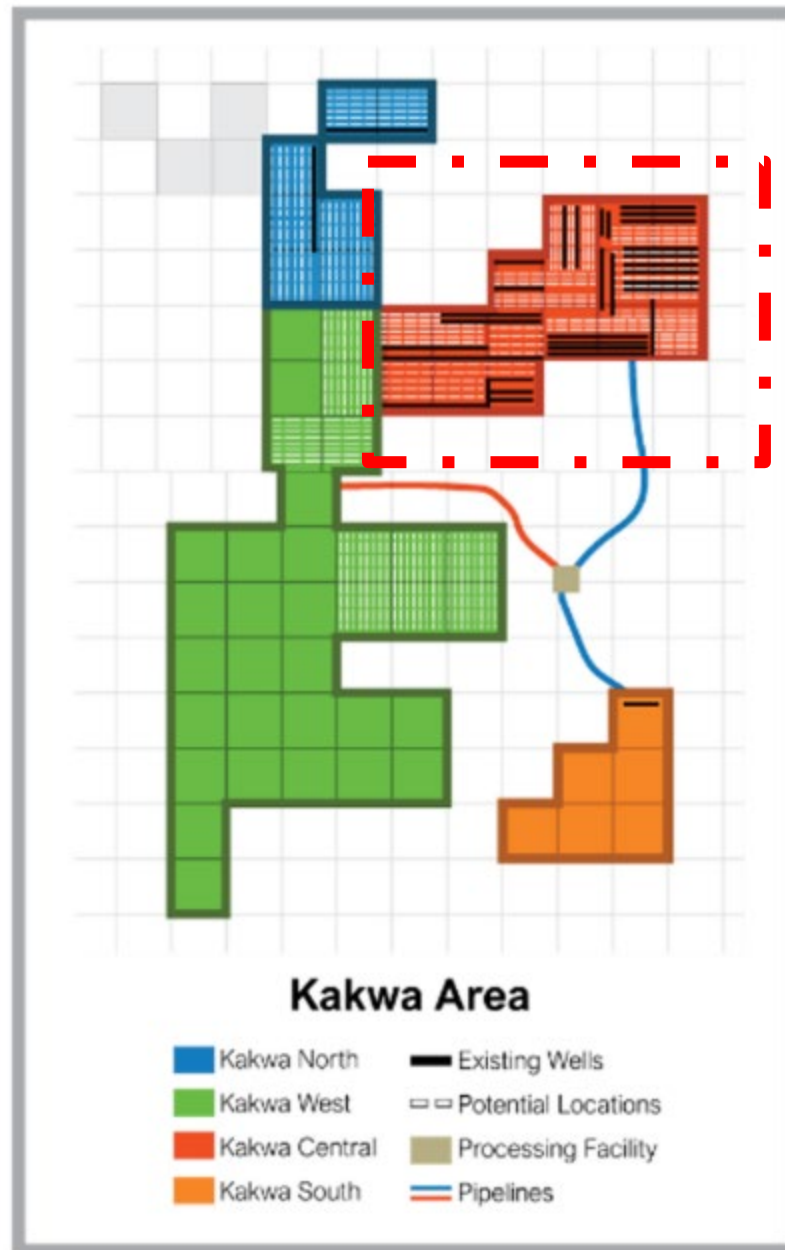 Kakwa Area
Kakwa North
Kakwa West
Kakwa Central
Kakwa South
Existing Wells
Potential Locations
Processing Facility
Pipelines